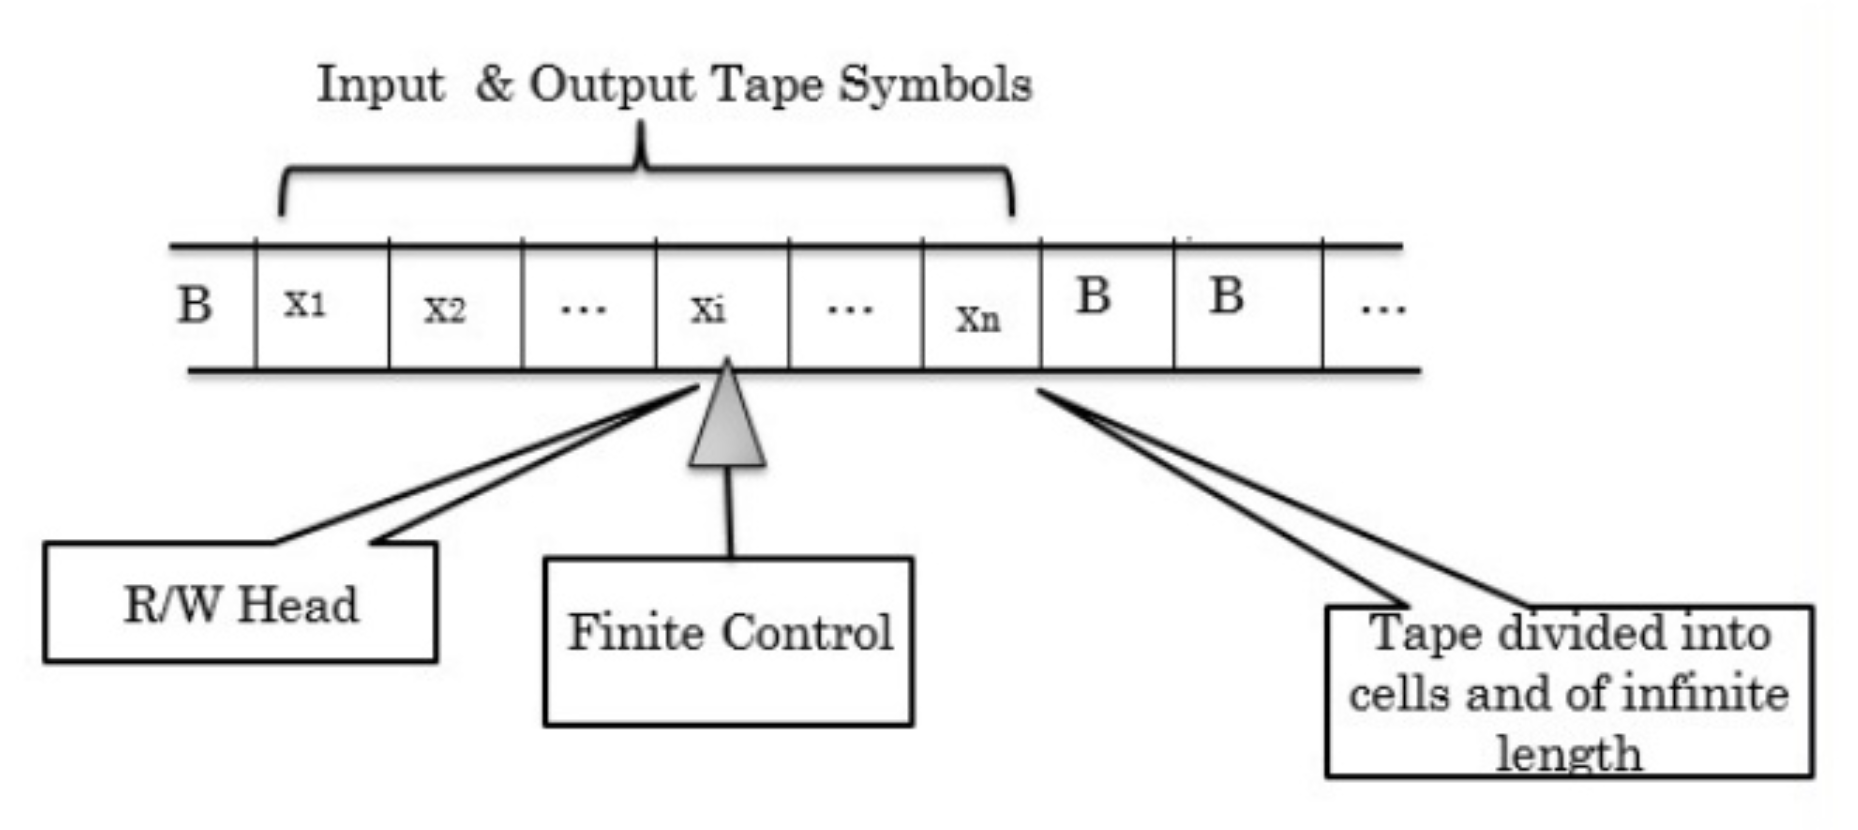 Input & Output Tape Symbols
B x1 x2 ... xi ... xn B B ...
R/W Head
Finite Control
Tape divided into
cells and of infinite
length